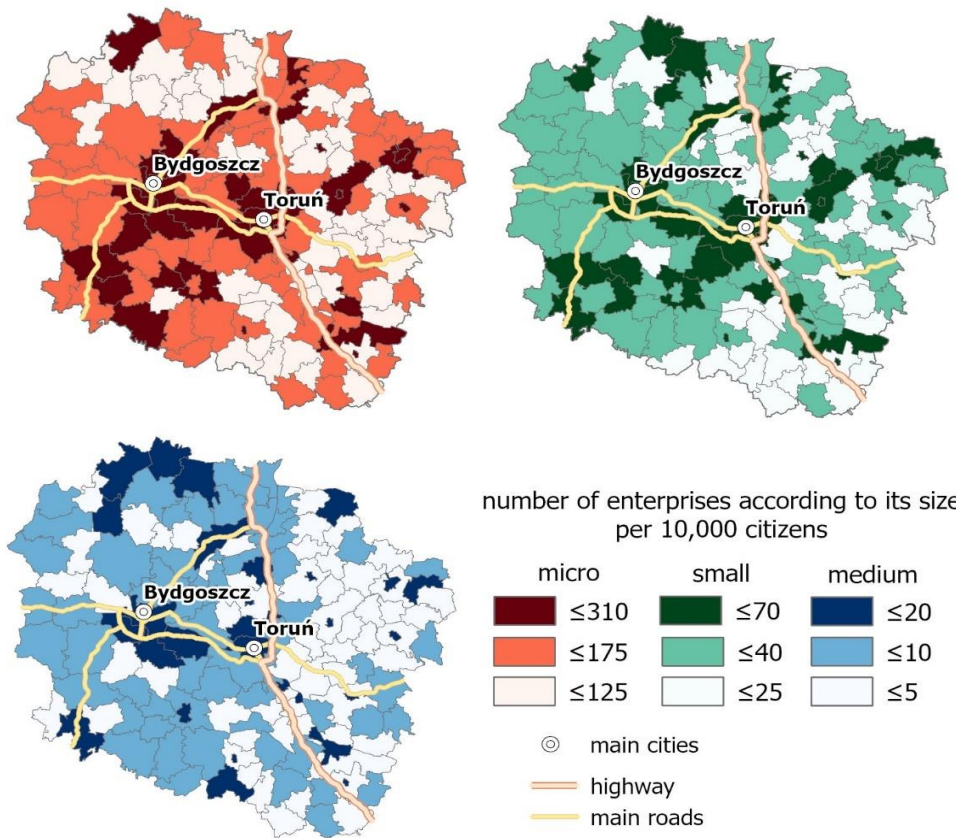 Bydgoszcz
Toruń
Bydgoszcz
Toruń
Bydgoszcz
Toruń
number of enterprises according to its size
per 10,000 citizens
micro small medium
≤310 ≤70 ≤20
≤175 ≤40 ≤10
≤125 ≤25 ≤5
main cities
highway
main roads